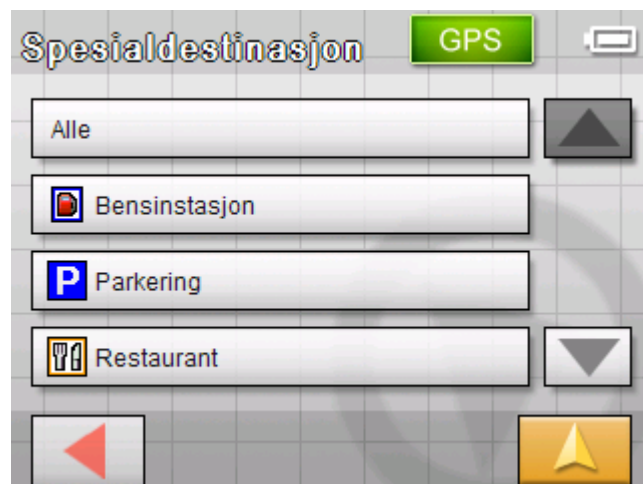 Spesialdestinasjon
GPS
Alle
Bensinstasjon
P Parkering
Restaurant